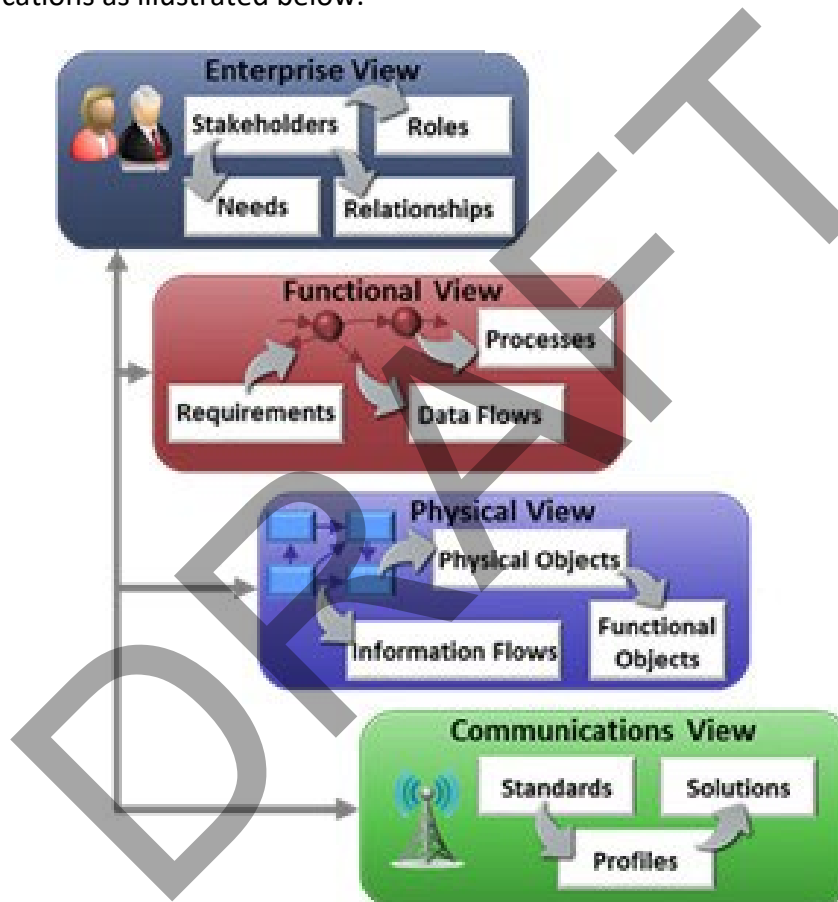 cations as illustrated below:
Enterprise View
Stakeholders
Roles
Needs
Relationships
Functional View
Processes
Requirements
Data Flows
Physical View
Physical Objects
Functional
Objects
Information Flows
Communications View
Standards
Solutions
Profiles
DRAFT